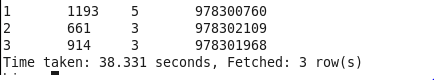 1 1193 5 978300760
2 661 3 978302109
3 914 3 978301968
Time taken: 38.331 seconds, Fetched: 3 row(s)